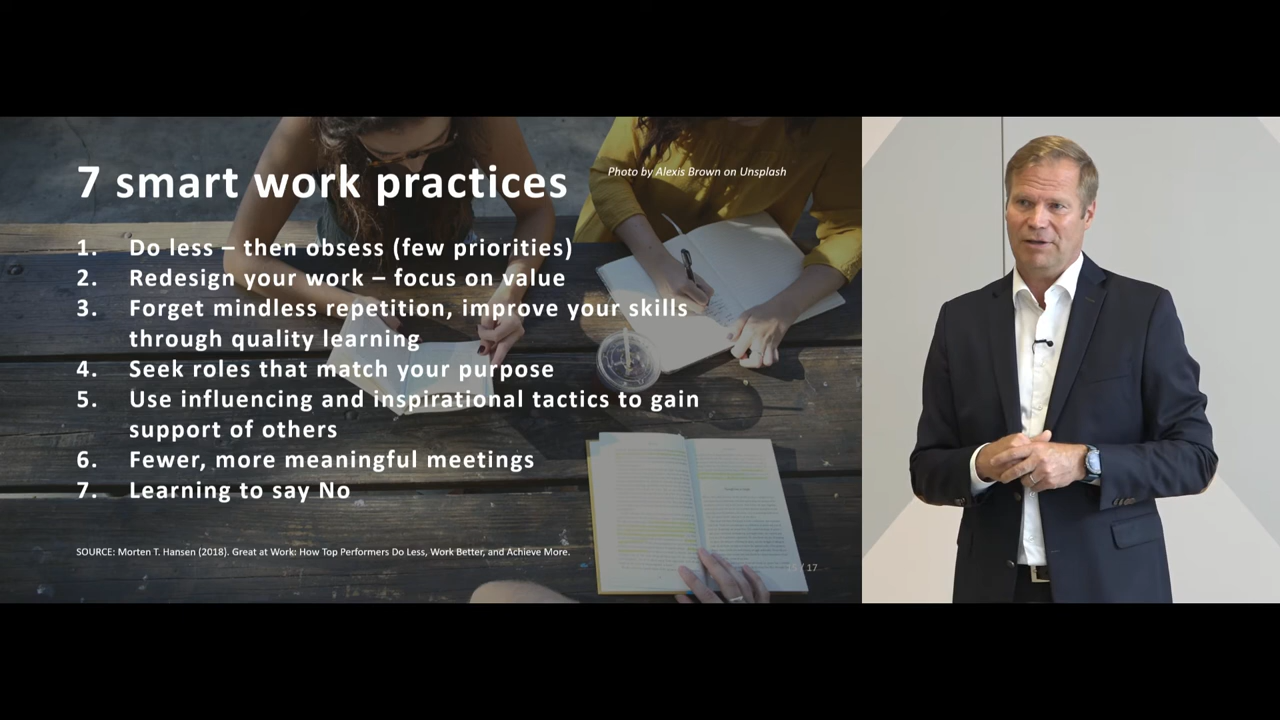 7 smart work practices
Photo by Alexis Brown on Unsplash
1. Do less – then obsess (few priorities)
2. Redesign your work – focus on value
3. Forget mindless repetition, improve your skills
through quality learning
4. Seek roles that match your purpose
5. Use influencing and inspirational tactics to gain
support of others
6. Fewer, more meaningful meetings
7. Learning to say No
SOURCE: Morten T. Hansen (2018). Great at Work: How Top Performers Do Less, Work Better, and Achieve More.
/ 17